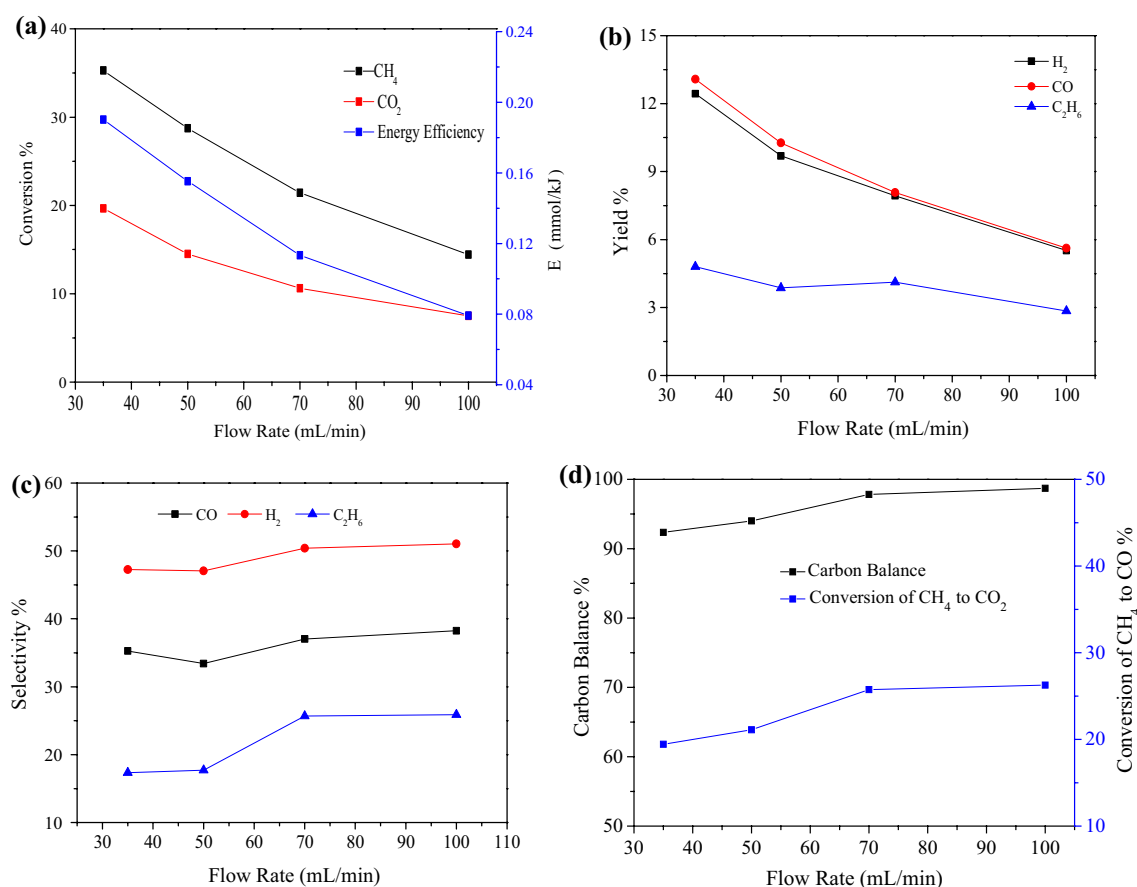 (a)
40
30
20
10
0
Conversion %
CH₄
CO₂
Energy Efficiency
0.24
0.20
0.16
0.12
0.08
0.04
E (mmol/kJ)
30 40 50 60 70 80 90 100
Flow Rate (mL/min)
(b)
15
12
9
6
3
0
Yield %
H₂
CO
C₂H₆
30 40 50 60 70 80 90 100
Flow Rate (mL/min)
(c)
60
50
40
30
20
10
Selectivity %
CO H₂ C₂H₆
30 40 50 60 70 80 90 100 110
Flow Rate (mL/min)
(d)
100
90
80
70
60
50
Carbon Balance %
Carbon Balance
Conversion of CH₄ to CO₂
50
40
30
20
10
Conversion of CH₄ to CO %
30 40 50 60 70 80 90 100
Flow Rate (mL/min)